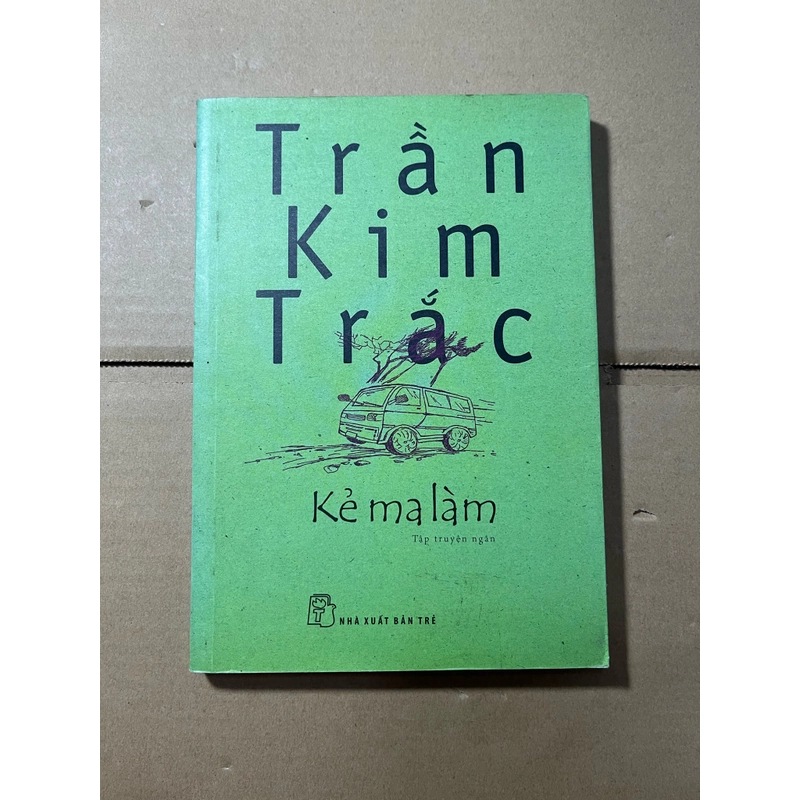 Trần
Kim
Trắc
Kẻ ma làm
Tập truyện ngắn
NHÀ XUẤT BẢN TRẺ